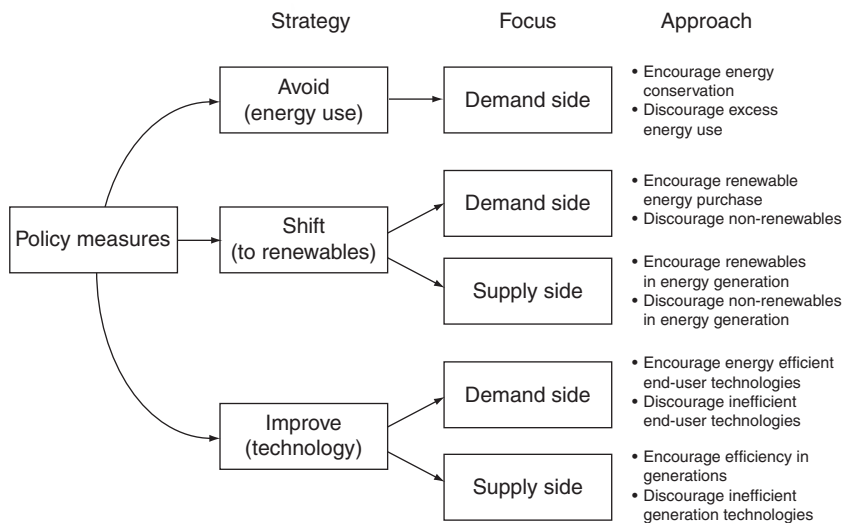 Strategy Focus Approach
Avoid
(energy use)
Demand side
• Encourage energy
conservation
• Discourage excess
energy use
Policy measures
Shift
(to renewables)
Demand side
• Encourage renewable
energy purchase
• Discourage non-renewables
Supply side
• Encourage renewables
in energy generation
• Discourage non-renewables
in energy generation
Improve
(technology)
Demand side
• Encourage energy efficient
end-user technologies
• Discourage inefficient
end-user technologies
Supply side
• Encourage efficiency in
generations
• Discourage inefficient
generation technologies